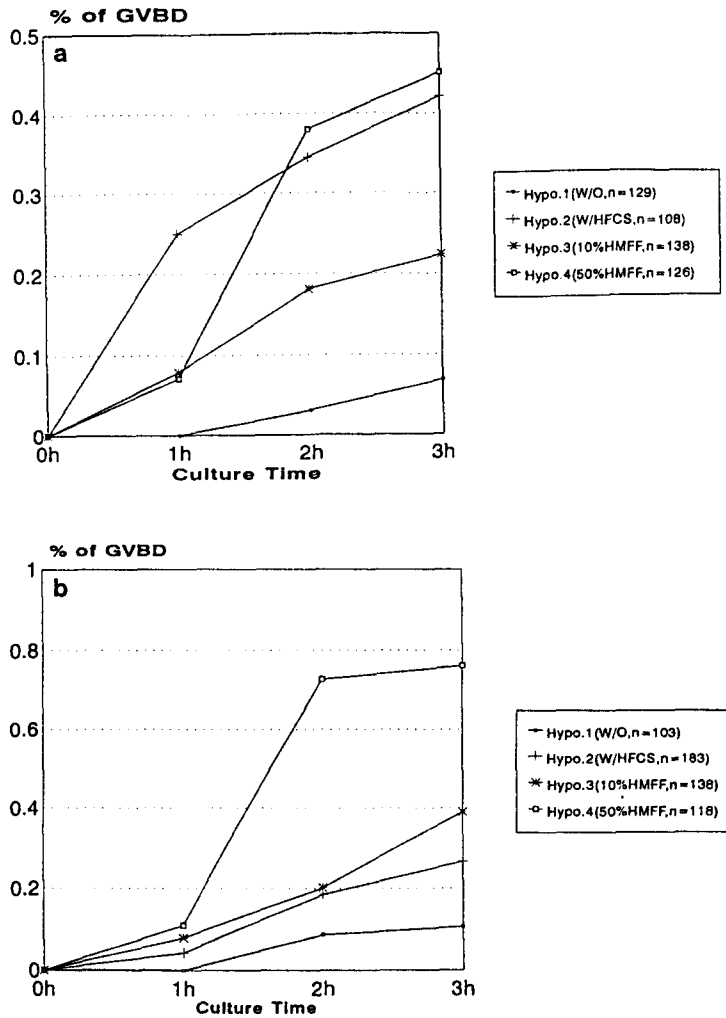 % of GVBD
0.5
a
0.4
0.3
0.2
0.1
0
0h
1h
2h
3h
Culture Time
Hypo.1(W/O,n=129)
Hypo.2(W/HFCS,n=108)
Hypo.3(10%HMFF,n=138)
Hypo.4(50%HMFF,n=126)
% of GVBD
1
b
0.8
0.6
0.4
0.2
0
0h
1h
2h
3h
Culture Time
Hypo.1(W/O,n=103)
Hypo.2(W/HFCS,n=183)
Hypo.3(10%HMFF,n=138)
Hypo.4(50%HMFF,n=118)